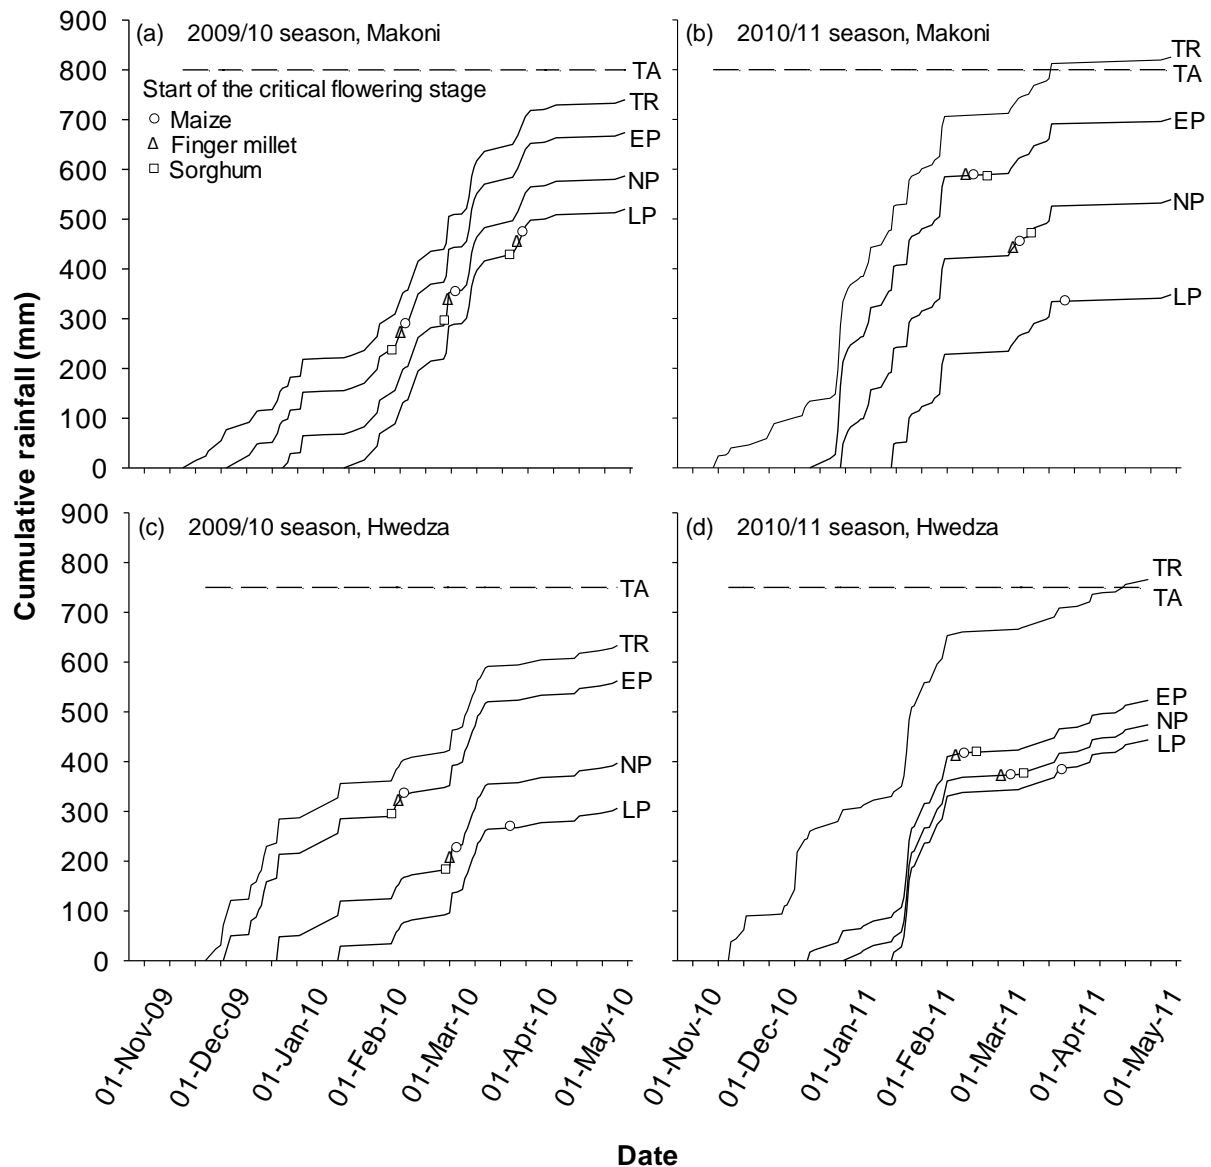 Cumulative rainfall (mm)
900
800
700
600
500
400
300
200
100
0
(a) 2009/10 season, Makoni
TA
Start of the critical flowering stage
Maize
Finger millet
Sorghum
TR
EP
NP
LP
(b) 2010/11 season, Makoni
TR
TA
EP
NP
LP
900
800
700
600
500
400
300
200
100
0
(c) 2009/10 season, Hwedza
TA
TR
EP
NP
LP
(d) 2010/11 season, Hwedza
TR
TA
EP
NP
LP
01-Nov-09
01-Dec-09
01-Jan-10
01-Feb-10
01-Mar-10
01-Apr-10
01-May-10
01-Nov-10
01-Dec-10
01-Jan-11
01-Feb-11
01-Mar-11
01-Apr-11
01-May-11
Date